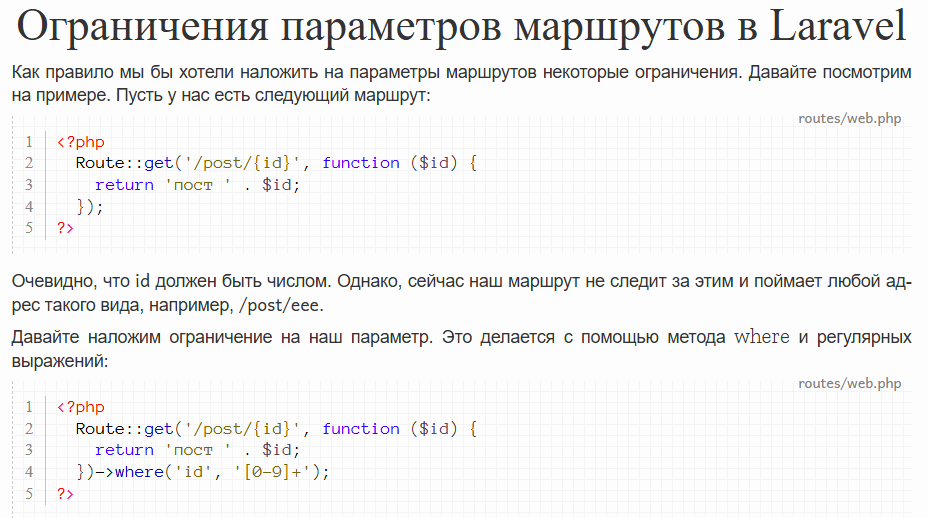 Ограничения параметров маршрутов в Laravel
Как правило мы бы хотели наложить на параметры маршрутов некоторые ограничения. Давайте посмотрим
на примере. Пусть у нас есть следующий маршрут:
routes/web.php
1 <?php
2 Route::get('/post/{id}', function ($id) {
3 return 'пост ' . $id;
4 });
5 ?>
Очевидно, что id должен быть числом. Однако, сейчас наш маршрут не следит за этим и поймает любой ад-
рес такого вида, например, /post/eee.
Давайте наложим ограничение на наш параметр. Это делается с помощью метода where и регулярных
выражений:
routes/web.php
1 <?php
2 Route::get('/post/{id}', function ($id) {
3 return 'пост ' . $id;
4 })->where('id', '[0-9]+');
5 ?>